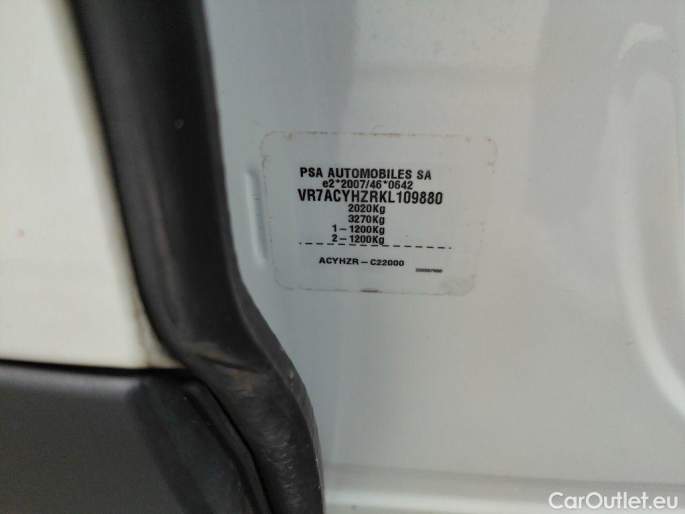 PSA AUTOMOBILES SA
e2*2007/46*0642
VR7ACYHZRKL109880
2020Kg
3270Kg
1-1200Kg
2-1200Kg
ACYHZR-C22000
CarOutlet.eu